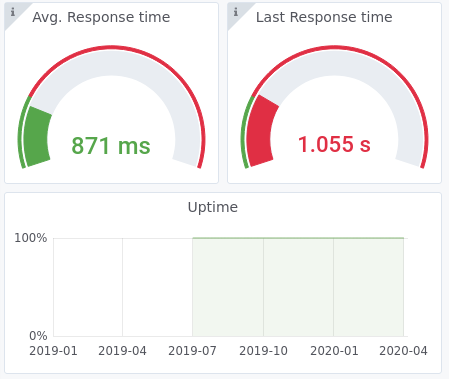 i
Avg. Response time
871 ms
i
Last Response time
1.055 s
Uptime
100%
0%
2019-01 2019-04 2019-07 2019-10 2020-01 2020-04